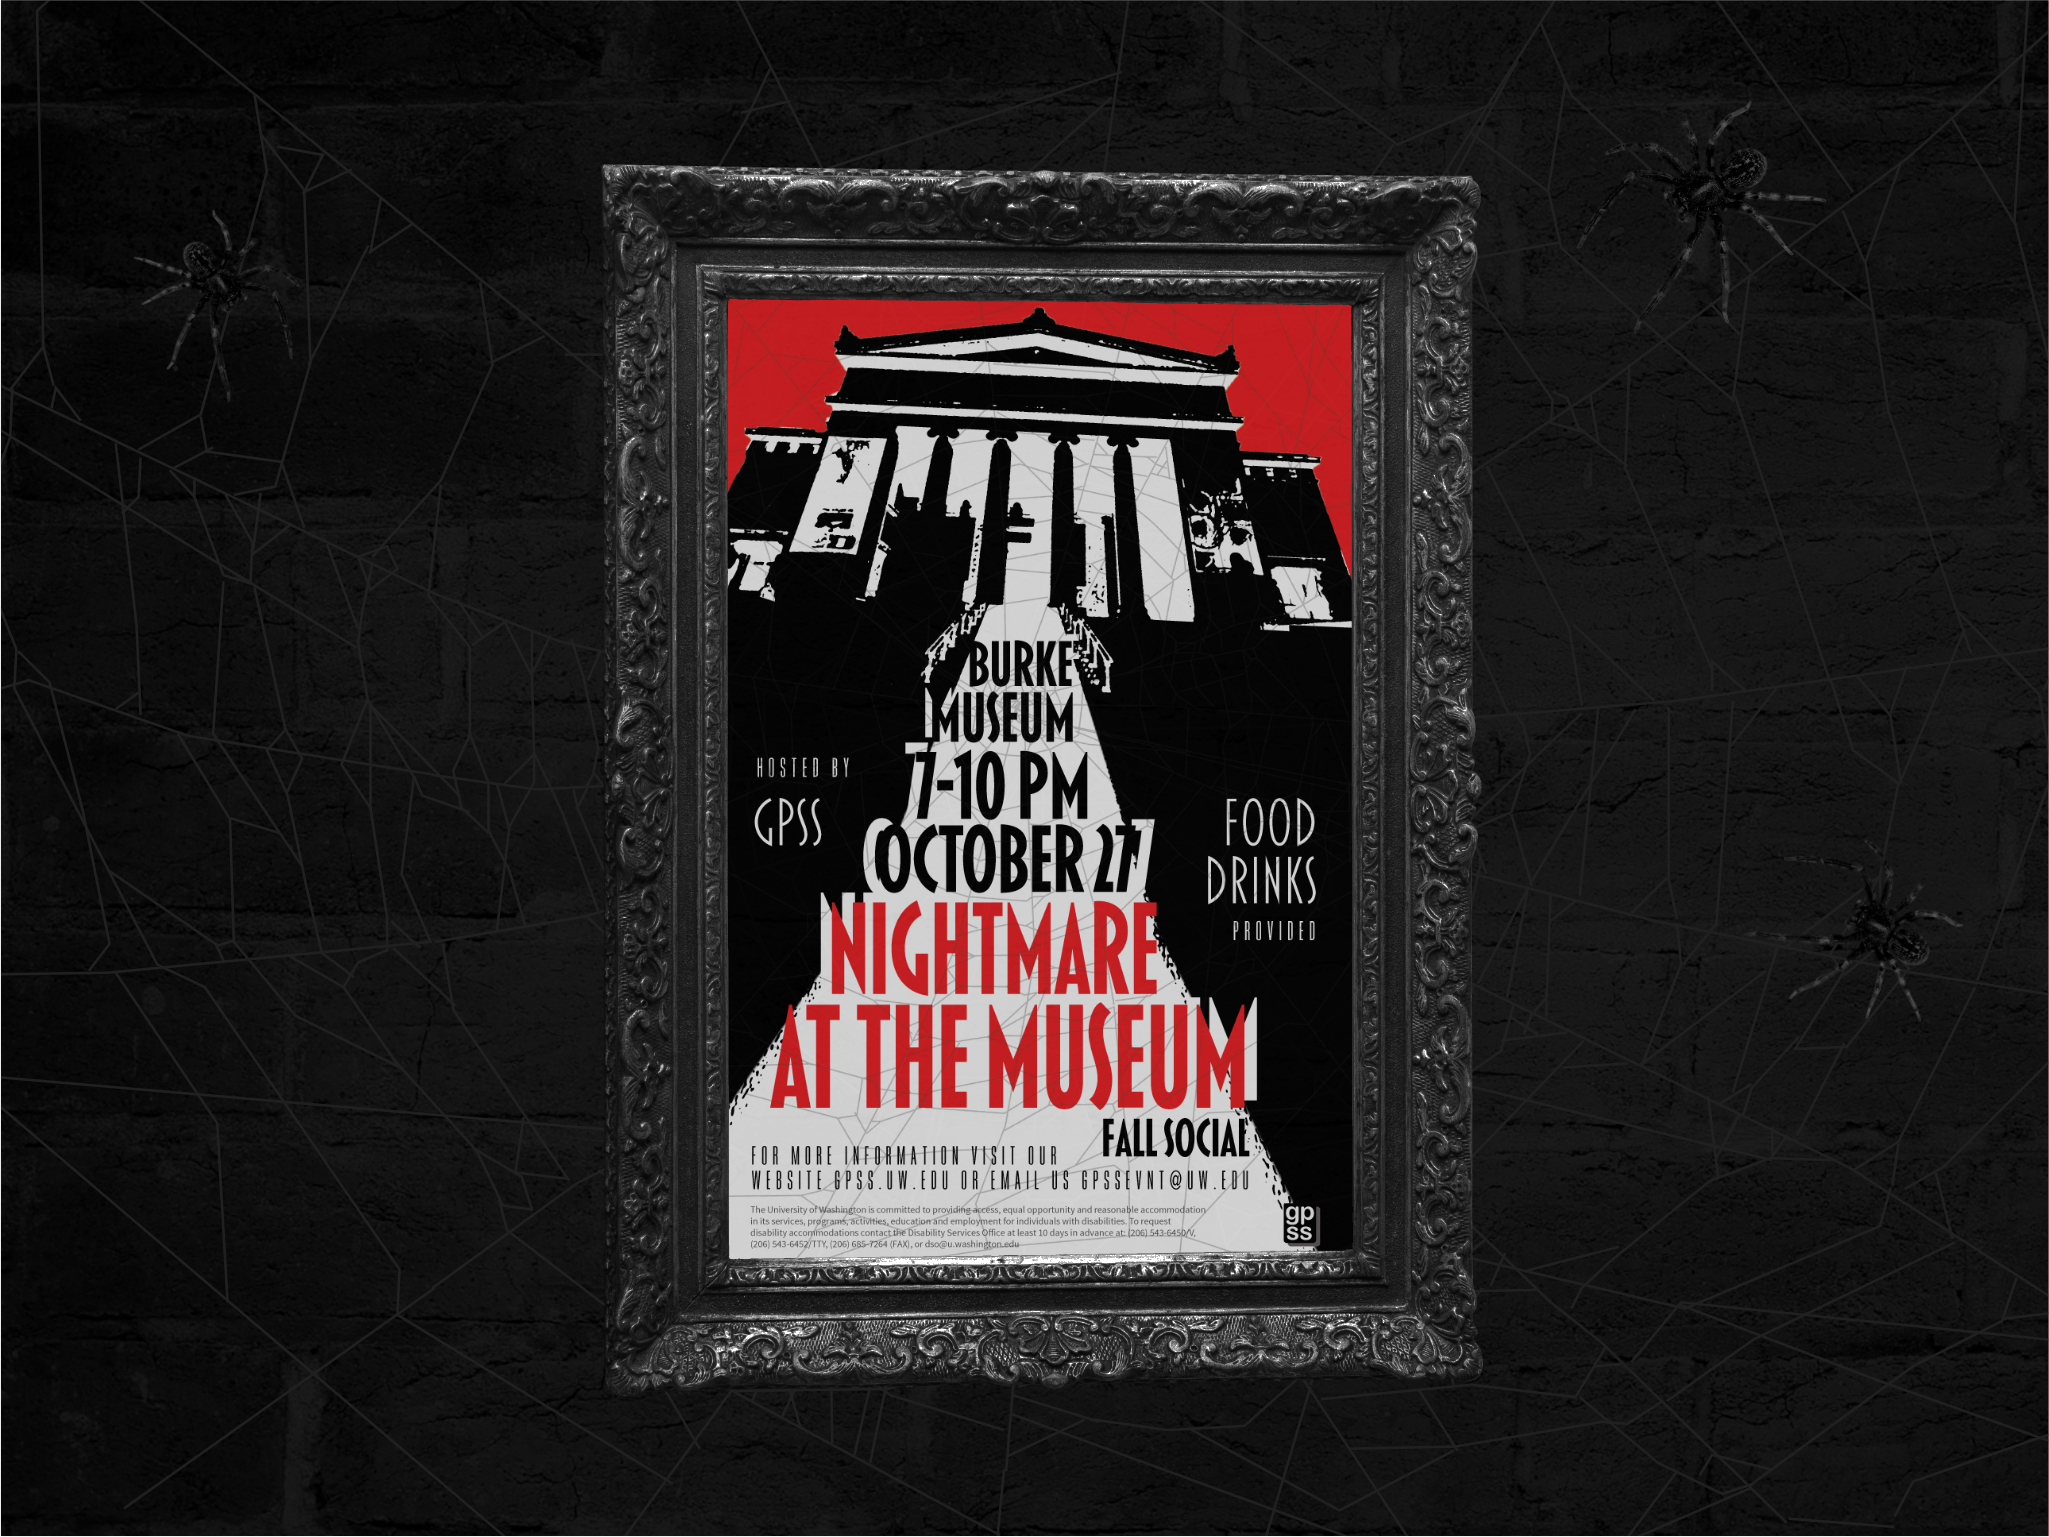 BURKE
MUSEUM
7-10 PM
OCTOBER 27
HOSTED BY
GPSS
FOOD
DRINKS
PROVIDED
NIGHTMARE
AT THE MUSEUM
FALL SOCIAL
FOR MORE INFORMATION VISIT OUR
WEBSITE GPSS.UW.EDU OR EMAIL US GPSSEVNT@UW.EDU
The University of Washington is committed to providing access, equal opportunity and reasonable accommodation
in its services, programs, activities, education and employment for individuals with disabilities. To request
disability accommodations contact the Disability Services Office at least 10 days in advance at: (206) 543-6450/V,
(206) 543-6452/TTY, (206) 685-7264 (FAX), or dso@u.washington.edu
gp
ss